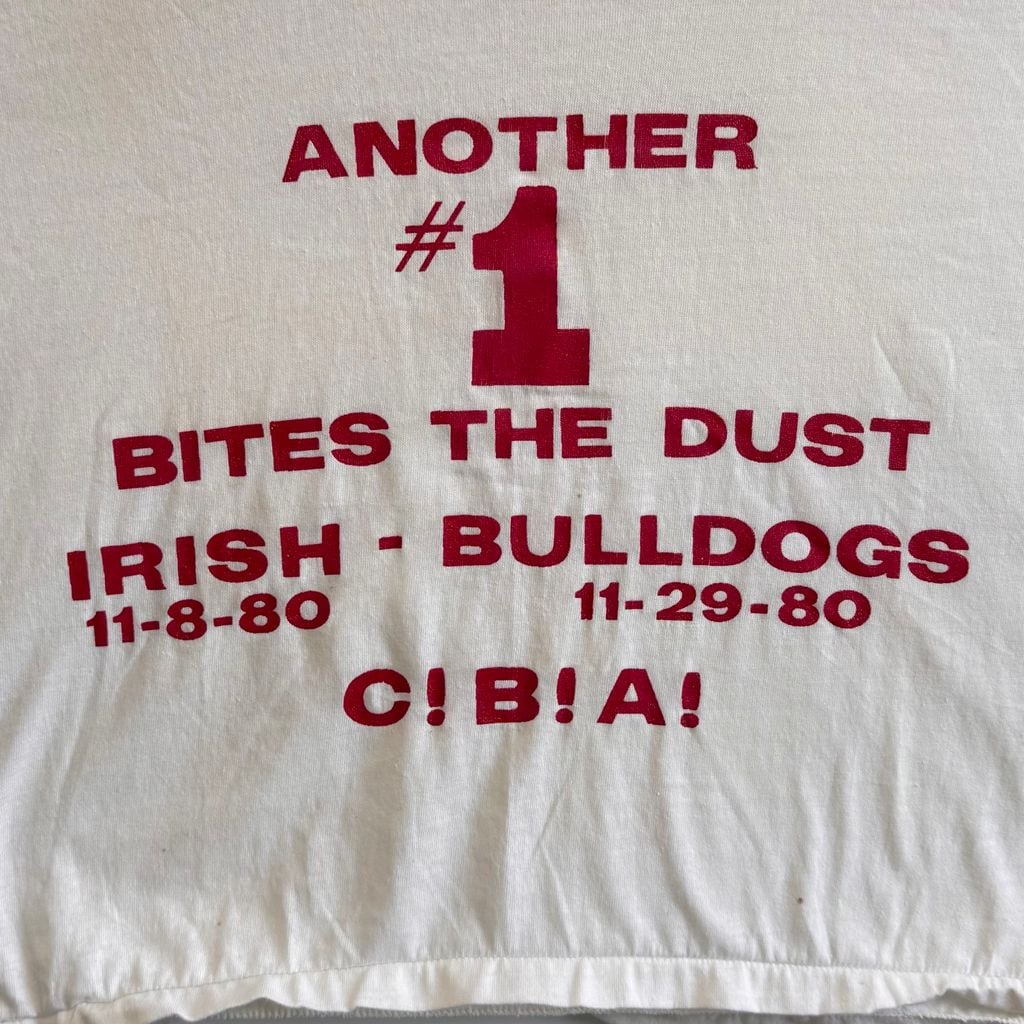 ANOTHER
#1
BITES THE DUST
IRISH - BULLDOGS
11-8-80 11-29-80
C! B! A!